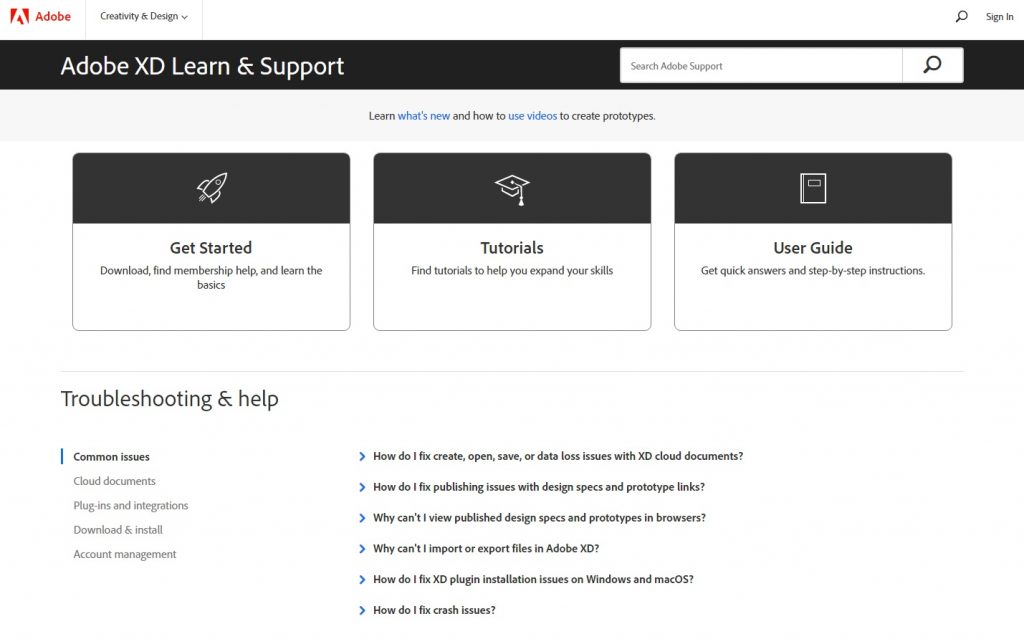 Adobe
Creativity & Design
Sign In
Adobe XD Learn & Support
Search Adobe Support
Learn what's new and how to use videos to create prototypes.
Get Started
Download, find membership help, and learn the
basics
Tutorials
Find tutorials to help you expand your skills
User Guide
Get quick answers and step-by-step instructions.
Troubleshooting & help
Common issues
Cloud documents
Plug-ins and integrations
Download & install
Account management
How do I fix create, open, save, or data loss issues with XD cloud documents?
How do I fix publishing issues with design specs and prototype links?
Why can't I view published design specs and prototypes in browsers?
Why can't I import or export files in Adobe XD?
How do I fix XD plugin installation issues on Windows and macOS?
How do I fix crash issues?